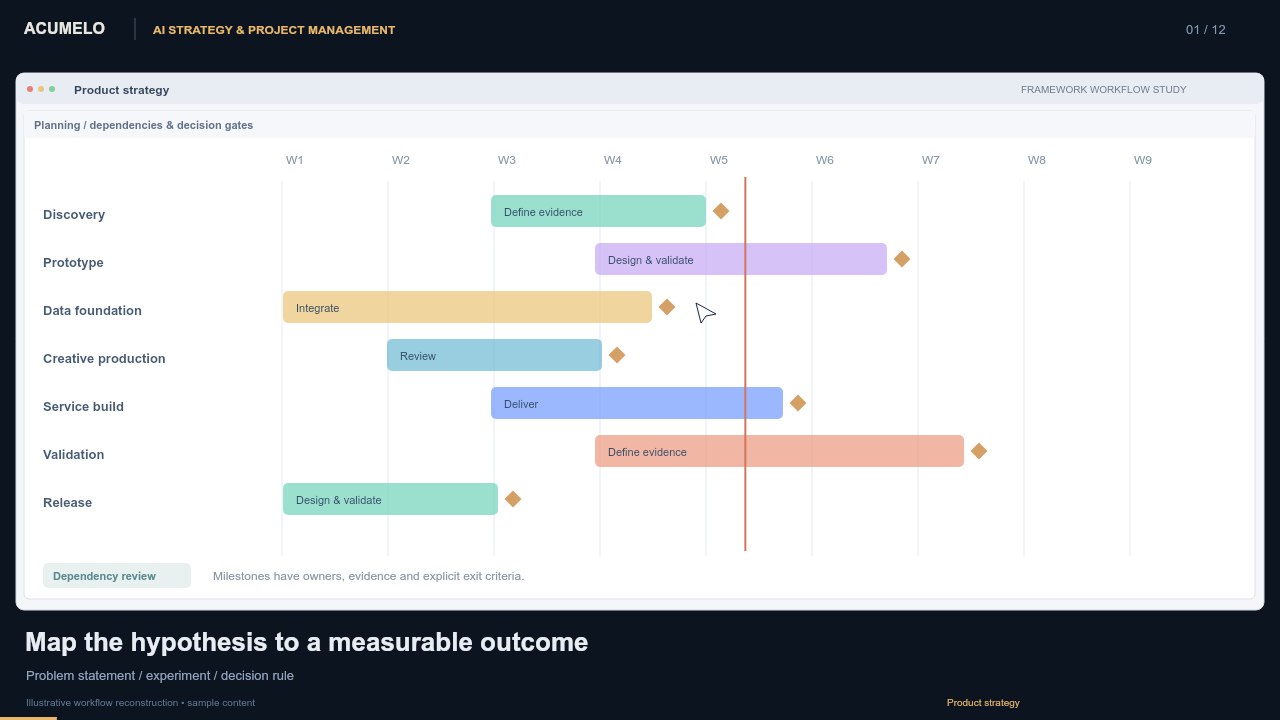 ACUMELO
AI STRATEGY & PROJECT MANAGEMENT
01 / 12
Product strategy
FRAMEWORK WORKFLOW STUDY
Planning / dependencies & decision gates
W1 W2 W3 W4 W5 W6 W7 W8 W9
Discovery
Define evidence
Prototype
Design & validate
Data foundation
Integrate
Creative production
Review
Service build
Deliver
Validation
Define evidence
Release
Design & validate
Dependency review
Milestones have owners, evidence and explicit exit criteria.
Map the hypothesis to a measurable outcome
Problem statement / experiment / decision rule
Illustrative workflow reconstruction • sample content
Product strategy